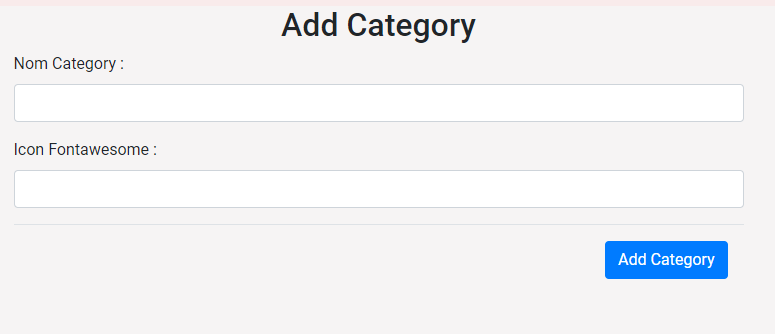 Add Category
Nom Category :
Icon Fontawesome :
Add Category